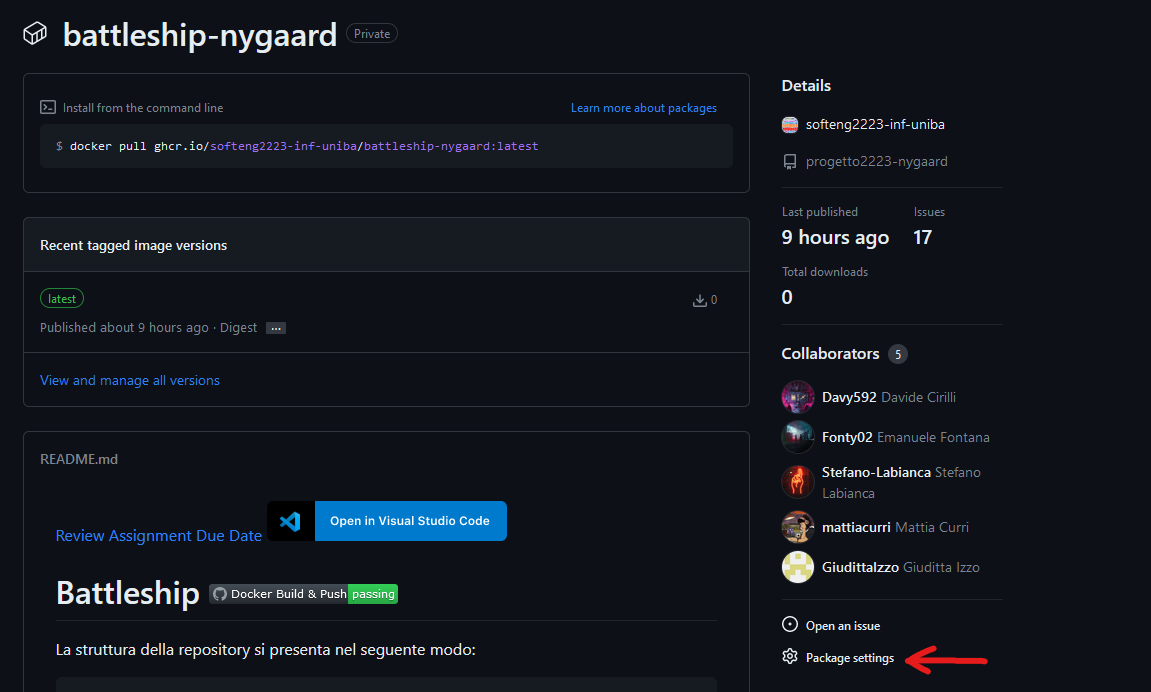 battleship-nygaard Private
Install from the command line Learn more about packages
$ docker pull ghcr.io/softeng2223-inf-uniba/battleship-nygaard:latest
Recent tagged image versions
latest 0
Published about 9 hours ago · Digest ...
View and manage all versions
README.md
Review Assignment Due Date Open in Visual Studio Code
Battleship Docker Build & Push passing
La struttura della repository si presenta nel seguente modo:
Details
softeng2223-inf-uniba
progetto2223-nygaard
Last published Issues
9 hours ago 17
Total downloads
0
Collaborators 5
Davy592 Davide Cirilli
Fonty02 Emanuele Fontana
Stefano-Labianca Stefano
Labianca
mattiacurri Mattia Curri
GiudittaIzzo Giuditta Izzo
Open an issue
Package settings